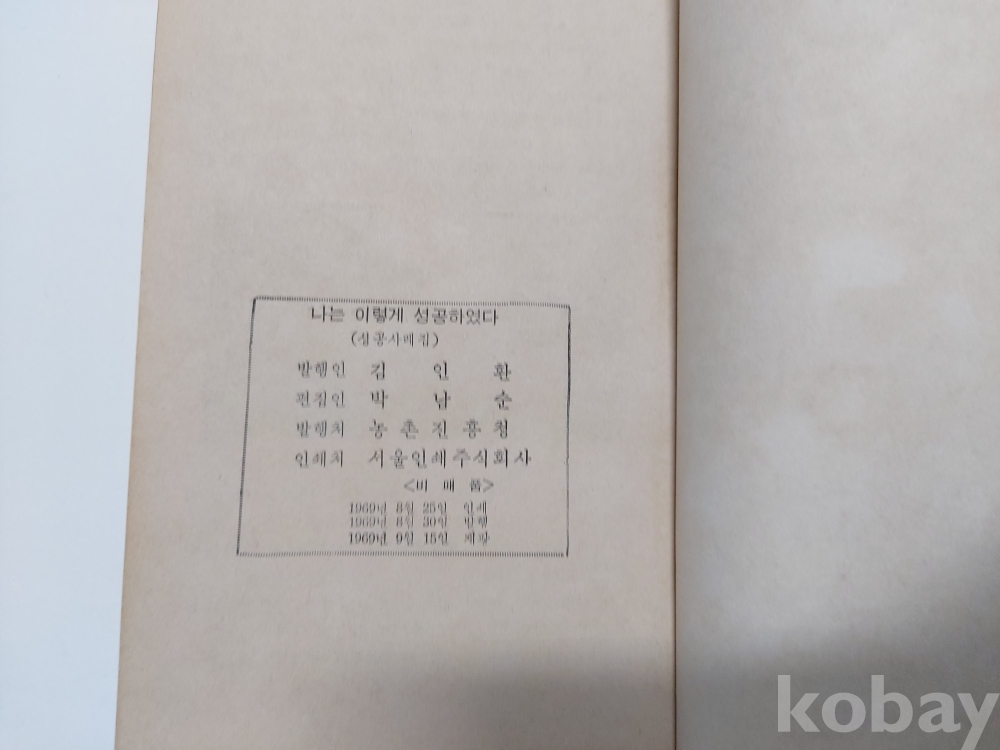 나는 이렇게 성공하였다
(성공사례집)
발행인 김인환
편집인 박남순
발행처 농촌진흥청
인쇄처 서울인쇄주식회사
<비매품>
1969년 8월 25일 인쇄
1969년 8월 30일 발행
1969년 9월 15일 재판
kobay